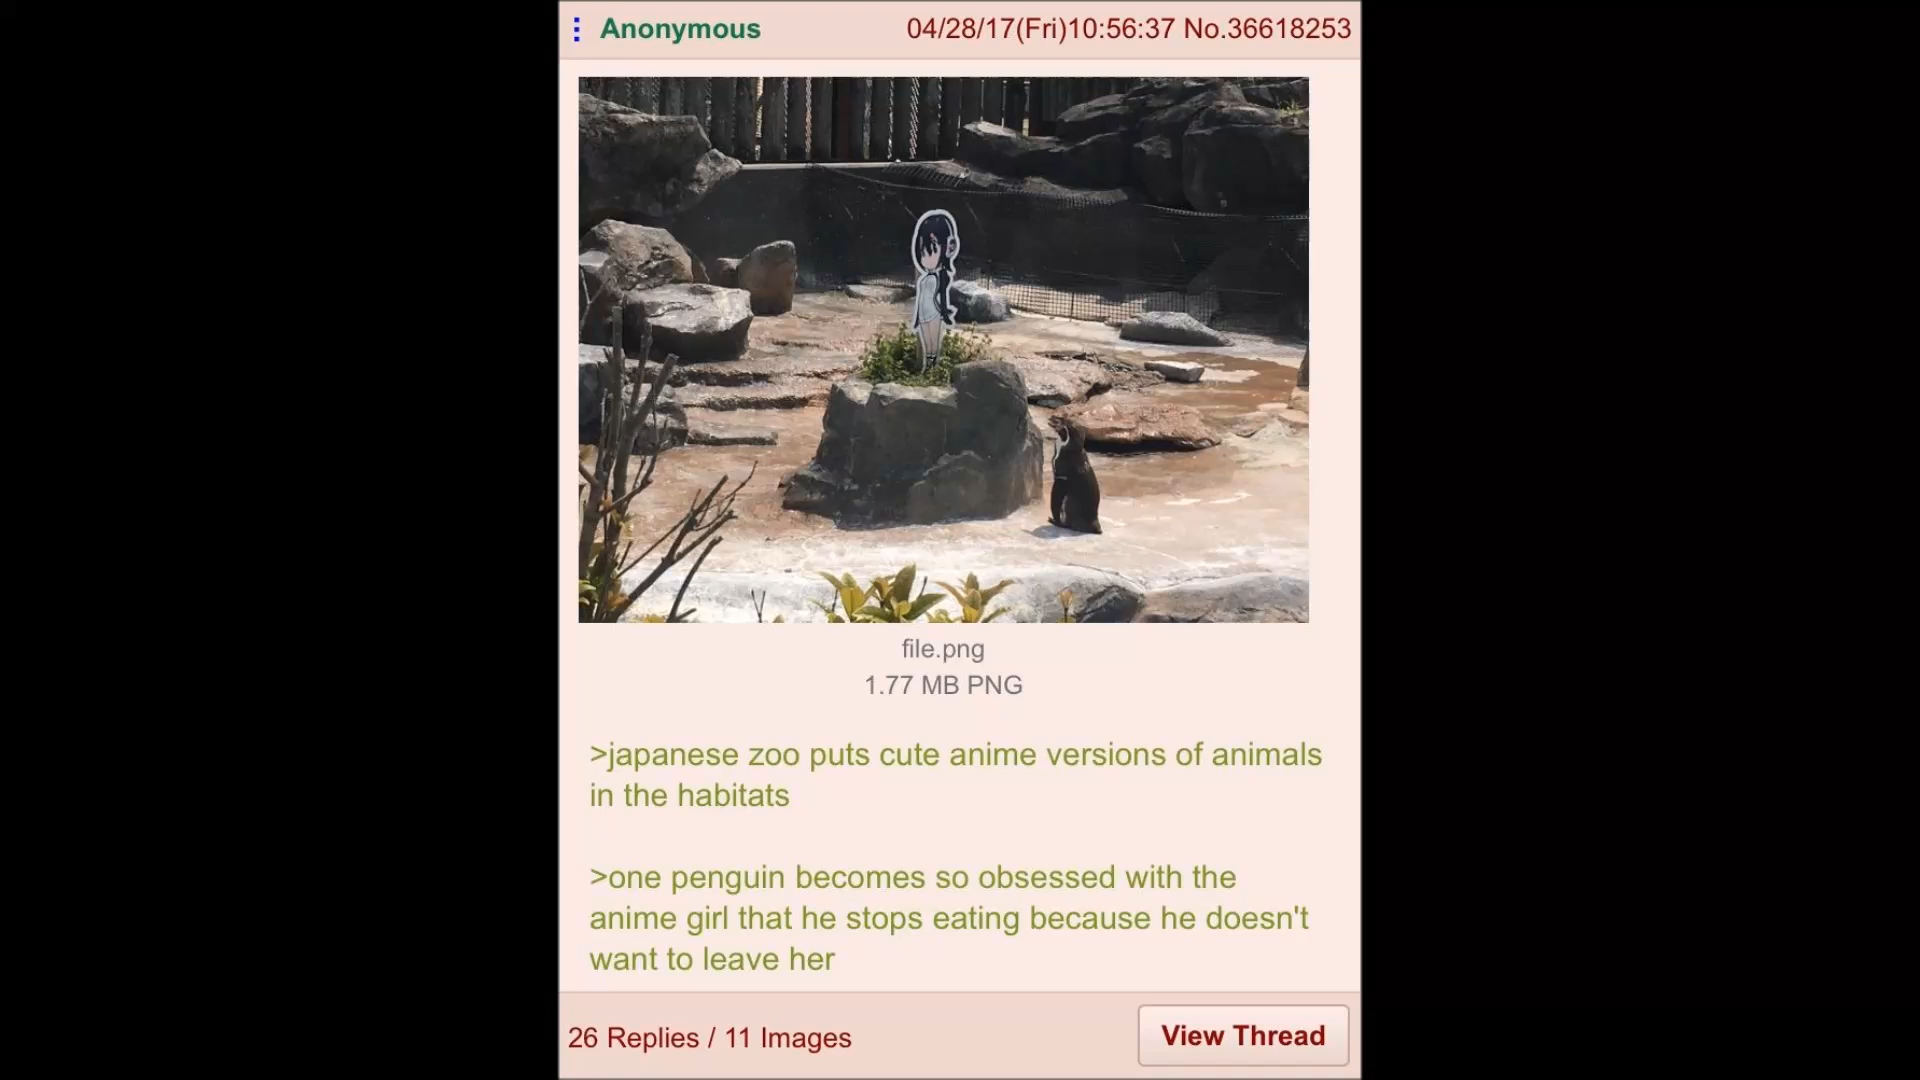 Anonymous 04/28/17(Fri)10:56:37 No.36618253
file.png
1.77 MB PNG
>japanese zoo puts cute anime versions of animals
in the habitats
>one penguin becomes so obsessed with the
anime girl that he stops eating because he doesn't
want to leave her
26 Replies / 11 Images View Thread